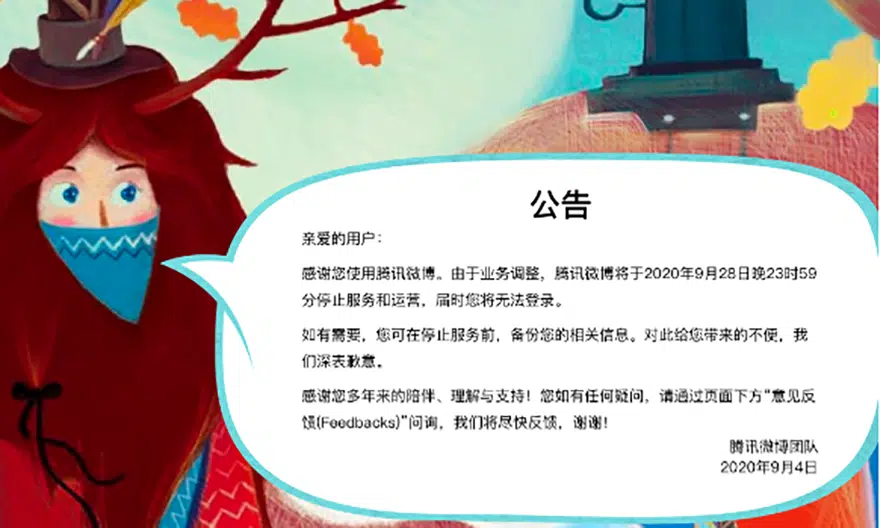 公告
亲爱的用户：
感谢您使用腾讯微博。由于业务调整，腾讯微博将于2020年9月28日晚23时59
分停止服务和运营，届时您将无法登录。
如有需要，您可在停止服务前，备份您的相关信息。对此给您带来的不便，我
们深表歉意。
感谢您多年来的陪伴、理解与支持！您如有任何疑问，请通过页面下方“意见反
馈(Feedbacks)”问询，我们将尽快反馈，谢谢！
腾讯微博团队
2020年9月4日